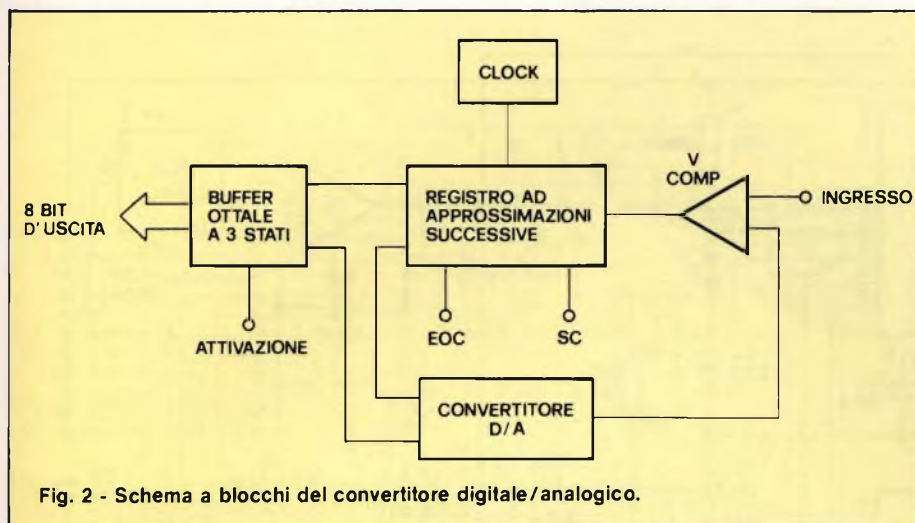 CLOCK
V
COMP
INGRESSO
REGISTRO AD
APPROSSIMAZIONI
SUCCESSIVE
BUFFER
OTTALE
A 3 STATI
8 BIT
D'USCITA
ATTIVAZIONE
EOC
SC
CONVERTITORE
D/A
Fig. 2 - Schema a blocchi del convertitore digitale/analogico.